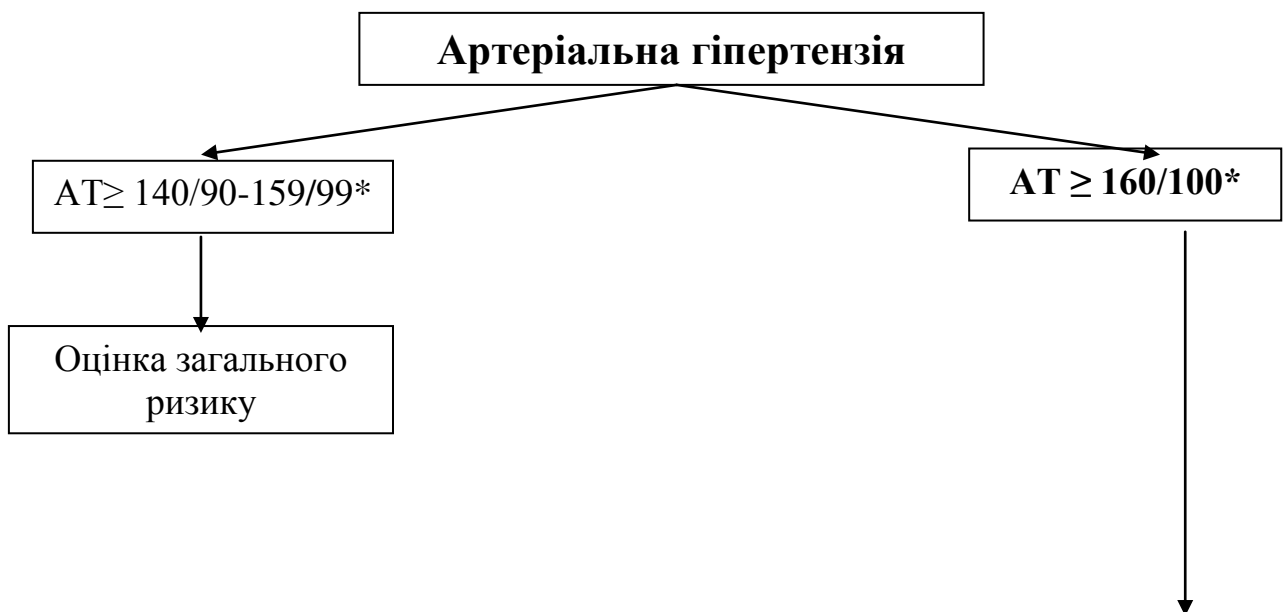 Артеріальна гіпертензія
АТ≥ 140/90-159/99*
АТ ≥ 160/100*
Оцінка загального
ризику